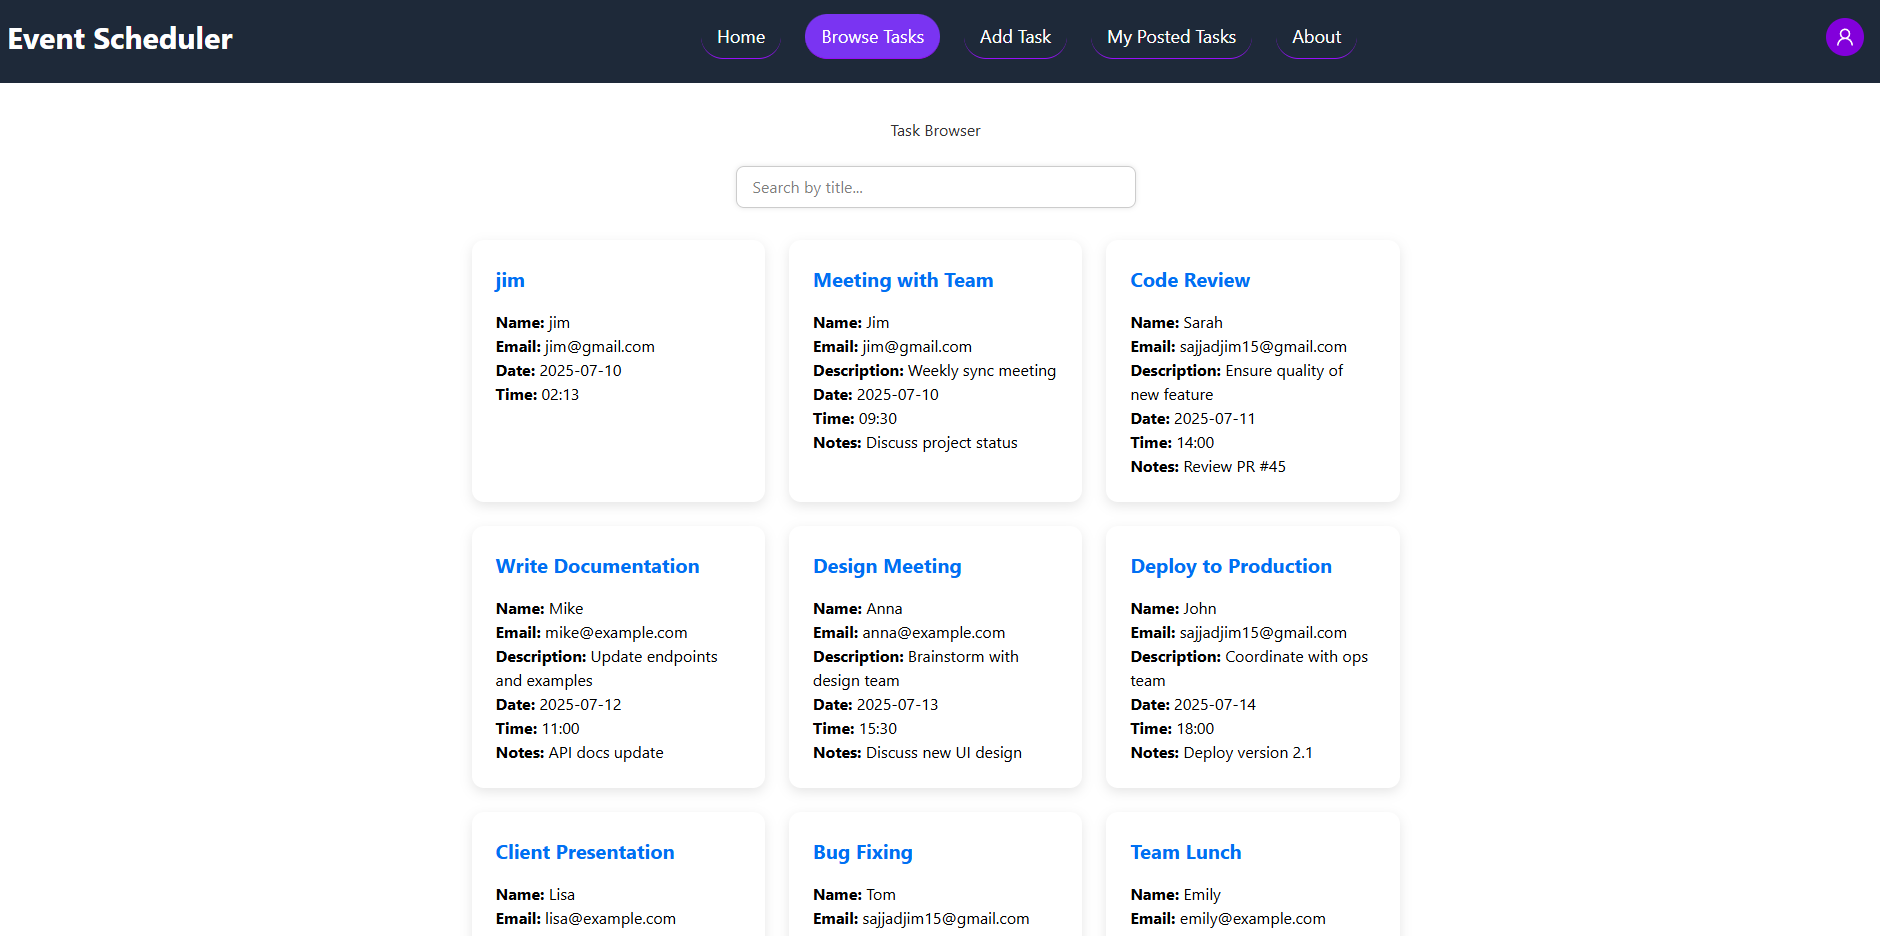 Event Scheduler
Home
Browse Tasks
Add Task
My Posted Tasks
About
Task Browser
Search by title...
jim
Name: jim
Email: jim@gmail.com
Date: 2025-07-10
Time: 02:13
Meeting with Team
Name: Jim
Email: jim@gmail.com
Description: Weekly sync meeting
Date: 2025-07-10
Time: 09:30
Notes: Discuss project status
Code Review
Name: Sarah
Email: sajjadjim15@gmail.com
Description: Ensure quality of
new feature
Date: 2025-07-11
Time: 14:00
Notes: Review PR #45
Write Documentation
Name: Mike
Email: mike@example.com
Description: Update endpoints
and examples
Date: 2025-07-12
Time: 11:00
Notes: API docs update
Design Meeting
Name: Anna
Email: anna@example.com
Description: Brainstorm with
design team
Date: 2025-07-13
Time: 15:30
Notes: Discuss new UI design
Deploy to Production
Name: John
Email: sajjadjim15@gmail.com
Description: Coordinate with ops
team
Date: 2025-07-14
Time: 18:00
Notes: Deploy version 2.1
Client Presentation
Name: Lisa
Email: lisa@example.com
Bug Fixing
Name: Tom
Email: sajjadjim15@gmail.com
Team Lunch
Name: Emily
Email: emily@example.com